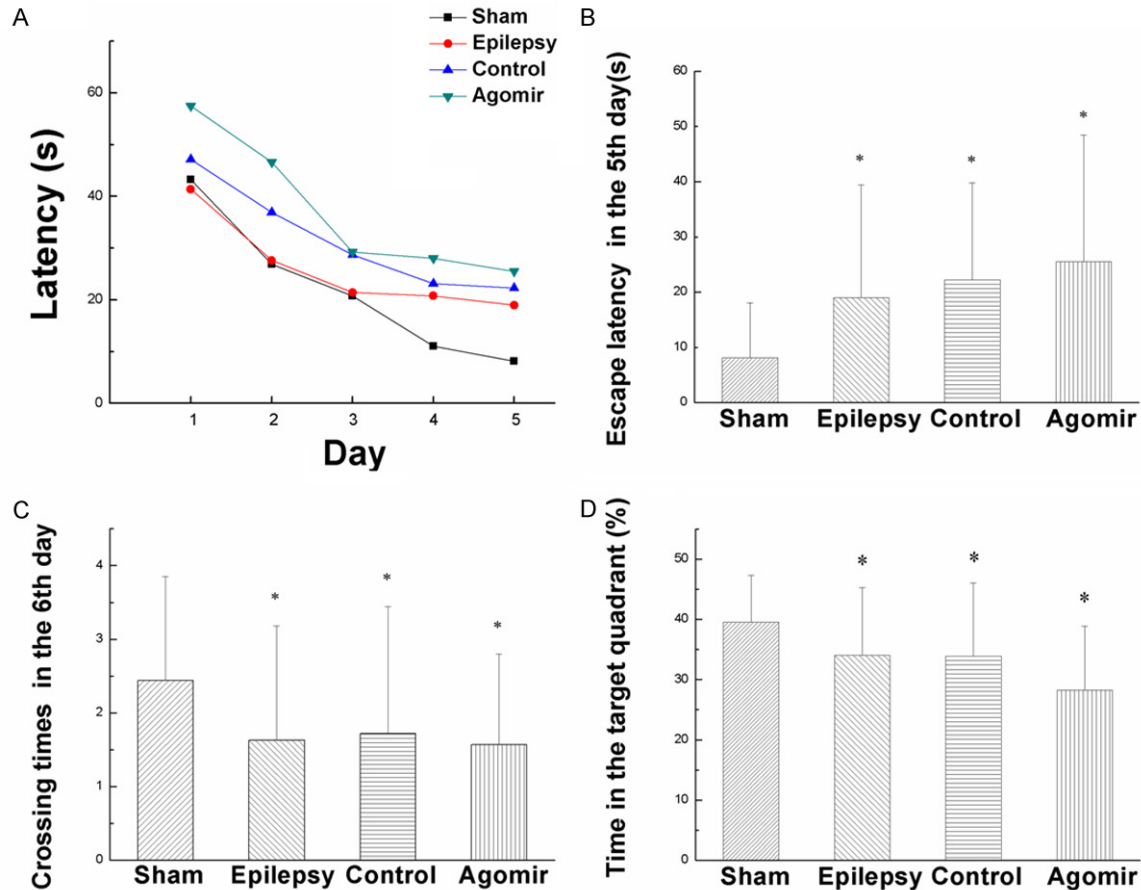 A
Sham
Epilepsy
Control
Agomir
Latency (s)
60
40
20
0
1 2 3 4 5
Day
B
Escape latency in the 5th day(s)
60
50
40
30
20
10
0
* * *
Sham Epilepsy Control Agomir
C
Crossing times in the 6th day
4
3
2
1
0
* * *
Sham Epilepsy Control Agomir
D
Time in the target quadrant (%)
50
40
30
20
10
0
* * *
Sham Epilepsy Control Agomir